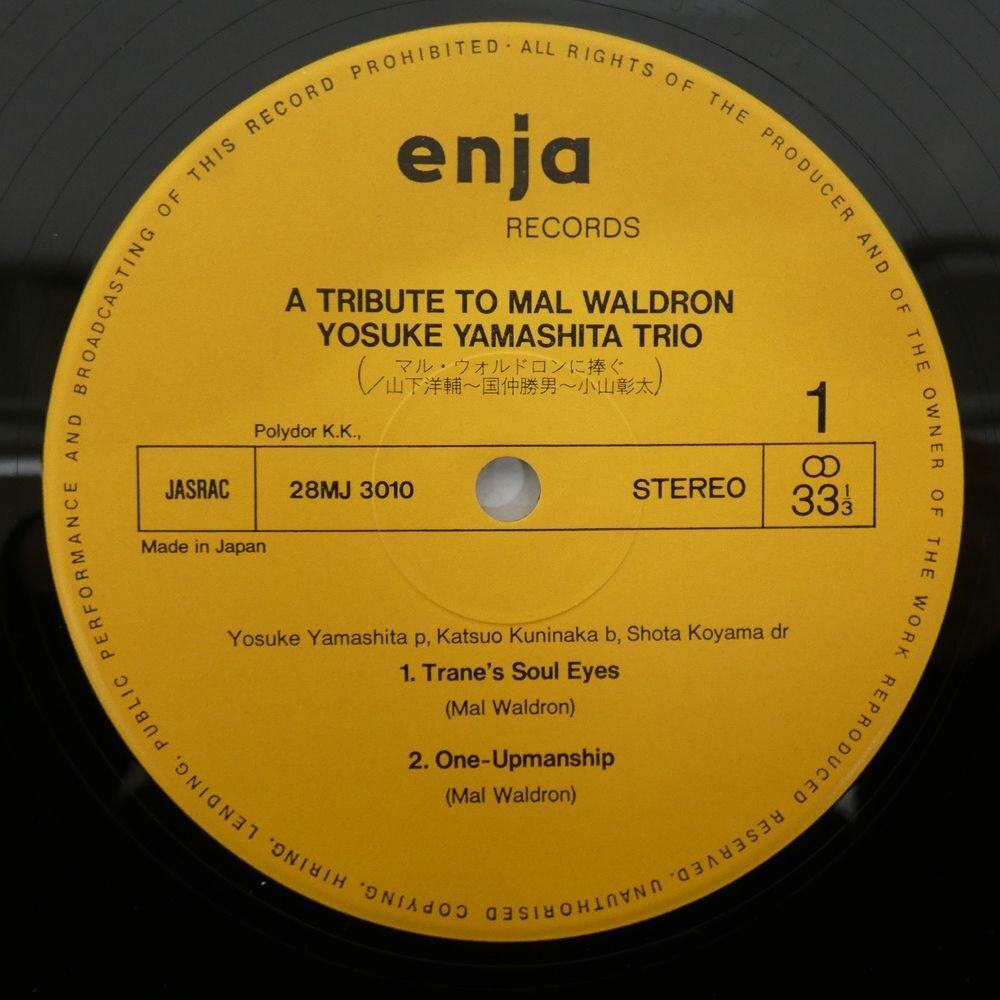 enja
RECORDS
A TRIBUTE TO MAL WALDRON
YOSUKE YAMASHITA TRIO
(マル・ウォルドロンに捧ぐ
／山下洋輔〜国仲勝男〜小山彰太)
1
Polydor K.K.,
JASRAC 28MJ 3010 STEREO 33 1/3
Made in Japan
Yosuke Yamashita p, Katsuo Kuninaka b, Shota Koyama dr
1. Trane's Soul Eyes
(Mal Waldron)
2. One-Upmanship
(Mal Waldron)
ALL RIGHTS OF THE PRODUCER AND OF THE OWNER OF THE WORK REPRODUCED RESERVED. UNAUTHORISED COPYING, HIRING, LENDING, PUBLIC PERFORMANCE AND BROADCASTING OF THIS RECORD PROHIBITED ·